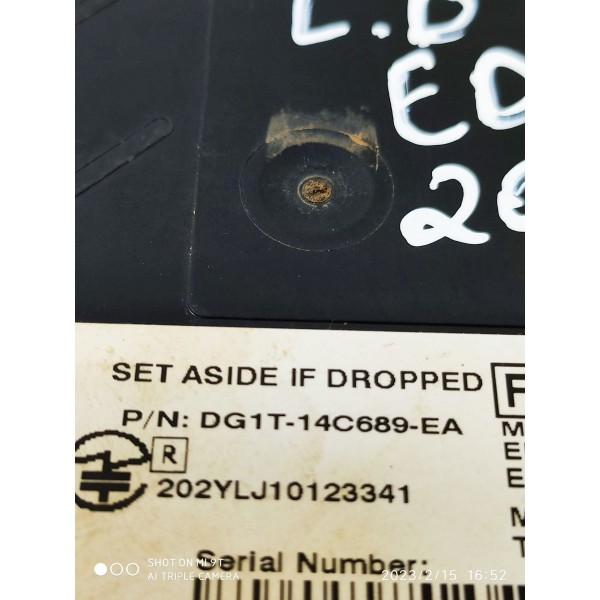 L.B
ED
20
SET ASIDE IF DROPPED
P/N: DG1T-14C689-EA
R
202YLJ10123341
Serial Number:
F
M
E
E
M
T
SHOT ON MI 9T
AI TRIPLE CAMERA
2023/2/15 16:52